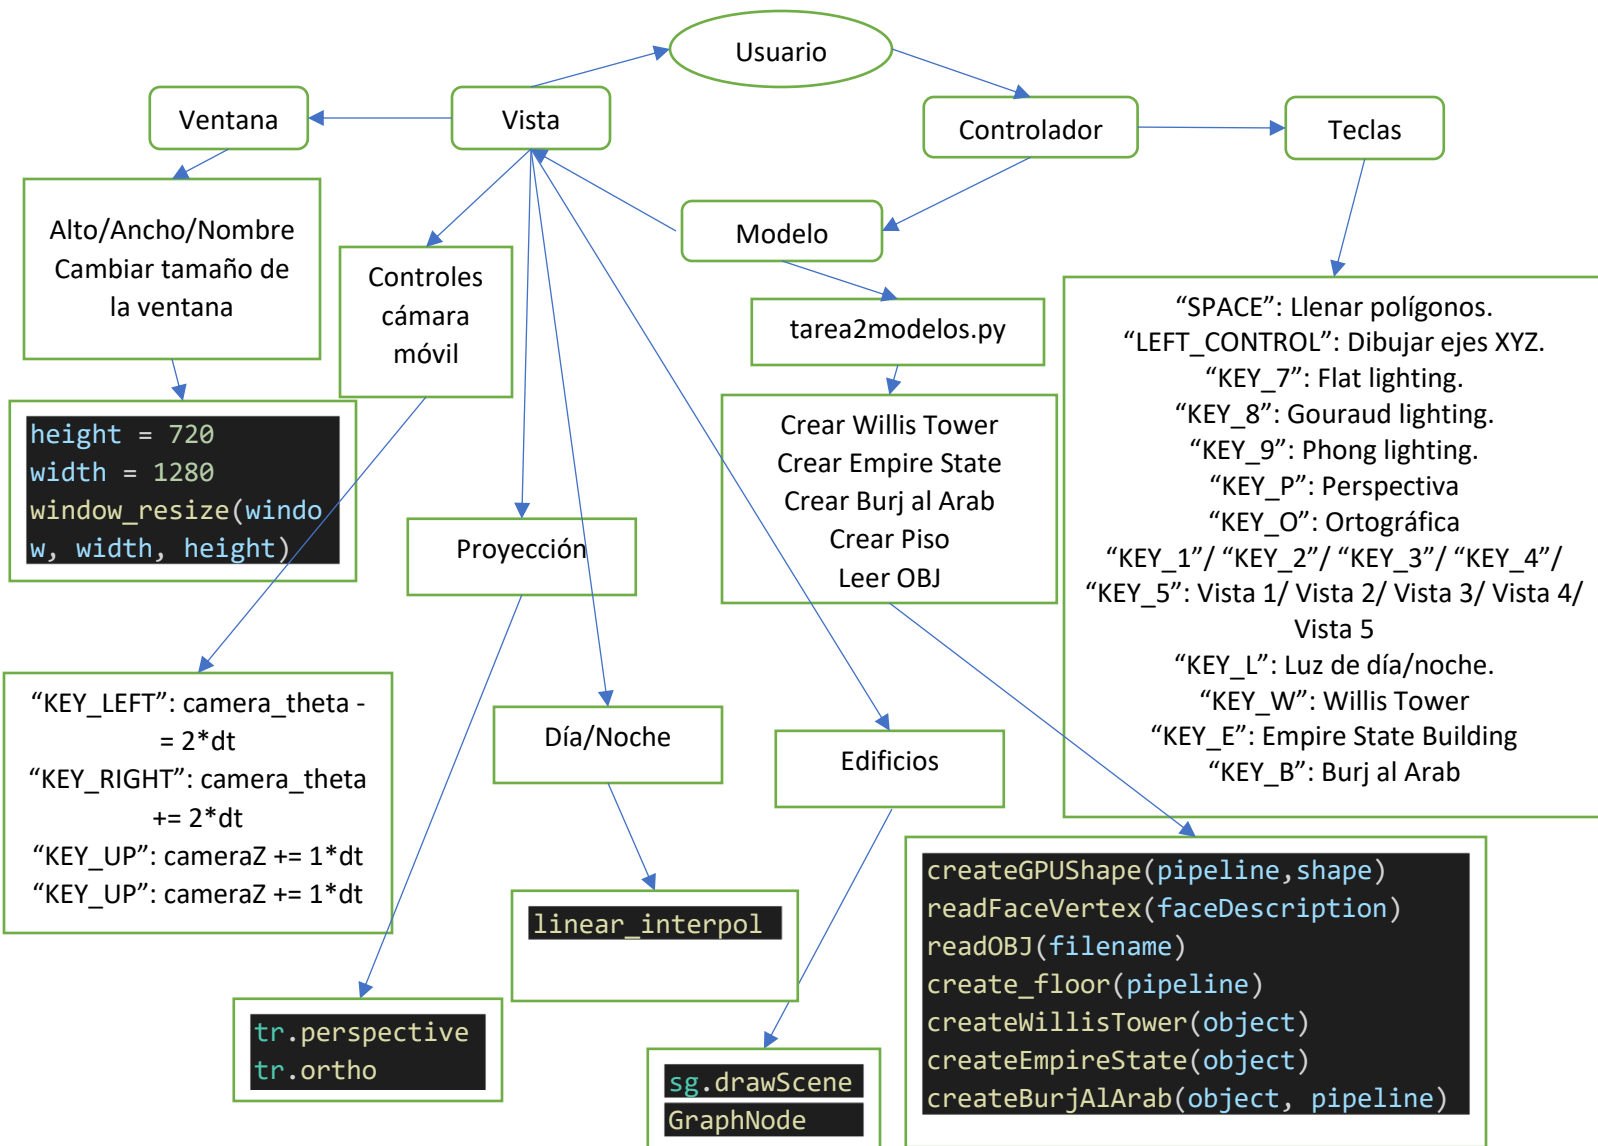 Usuario
Ventana
Vista
Controlador
Teclas
Alto/Ancho/Nombre
Cambiar tamaño de
la ventana
Controles
cámara
móvil
Modelo
tarea2modelos.py
“SPACE”: Llenar polígonos.
“LEFT_CONTROL”: Dibujar ejes XYZ.
“KEY_7”: Flat lighting.
“KEY_8”: Gouraud lighting.
“KEY_9”: Phong lighting.
“KEY_P”: Perspectiva
“KEY_O”: Ortográfica
“KEY_1”/ “KEY_2”/ “KEY_3”/ “KEY_4”/
“KEY_5”: Vista 1/ Vista 2/ Vista 3/ Vista 4/
Vista 5
“KEY_L”: Luz de día/noche.
“KEY_W”: Willis Tower
“KEY_E”: Empire State Building
“KEY_B”: Burj al Arab
height = 720
width = 1280
window_resize(windo
w, width, height)
Crear Willis Tower
Crear Empire State
Crear Burj al Arab
Crear Piso
Leer OBJ
Proyección
“KEY_LEFT”: camera_theta -
= 2*dt
“KEY_RIGHT”: camera_theta
+= 2*dt
“KEY_UP”: cameraZ += 1*dt
“KEY_UP”: cameraZ += 1*dt
Día/Noche
Edificios
linear_interpol
createGPUShape(pipeline,shape)
readFaceVertex(faceDescription)
readOBJ(filename)
create_floor(pipeline)
createWillisTower(object)
createEmpireState(object)
createBurjAlArab(object, pipeline)
tr.perspective
tr.ortho
sg.drawScene
GraphNode